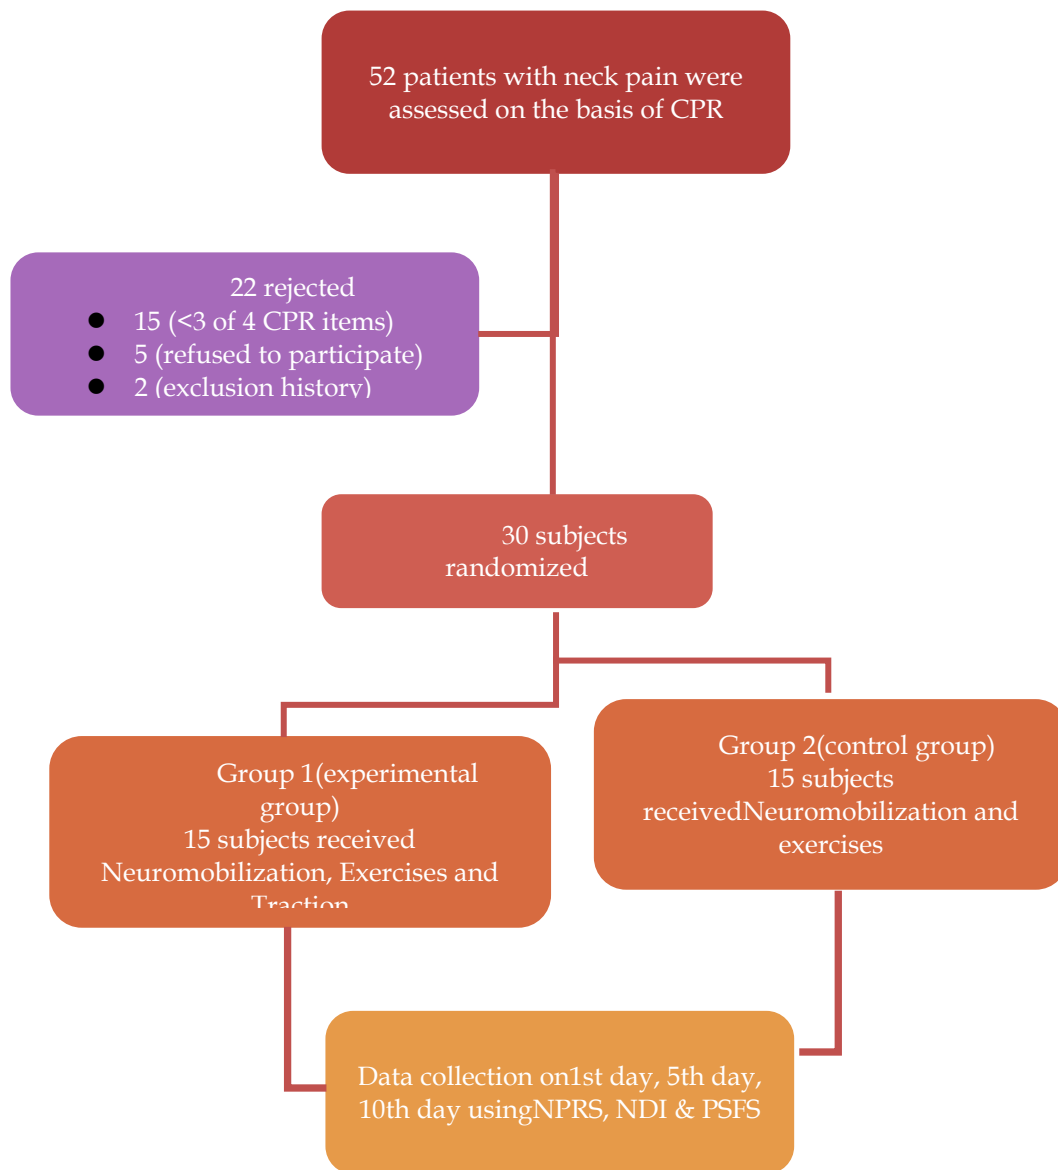 52 patients with neck pain were
assessed on the basis of CPR
22 rejected
● 15 (<3 of 4 CPR items)
● 5 (refused to participate)
● 2 (exclusion history)
30 subjects
randomized
Group 1(experimental
group)
15 subjects received
Neuromobilization, Exercises and
Traction
Group 2(control group)
15 subjects
receivedNeuromobilization and
exercises
Data collection on1st day, 5th day,
10th day usingNPRS, NDI & PSFS